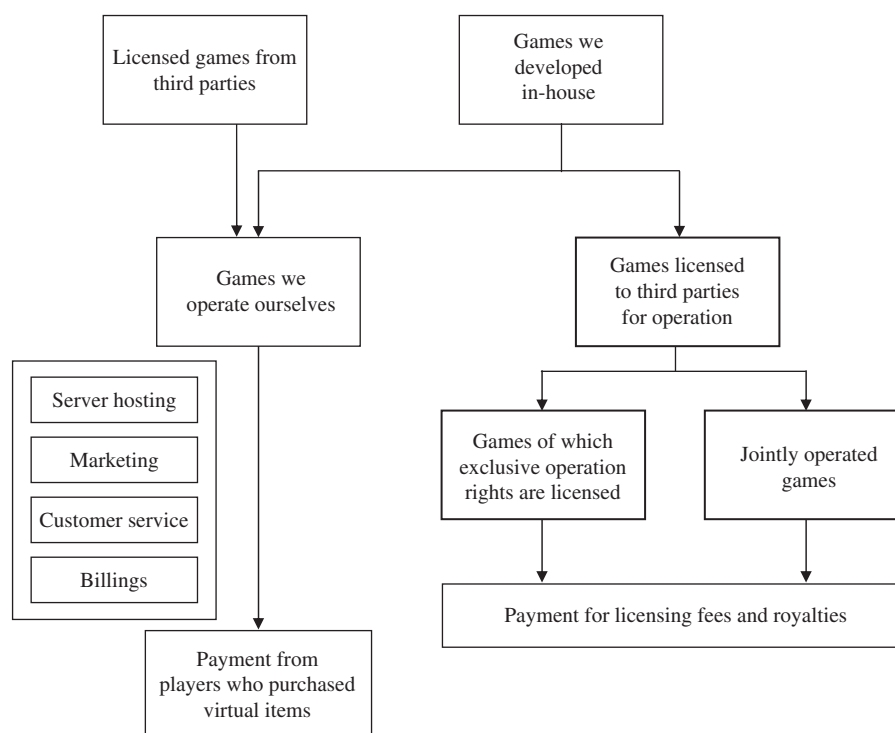 Licensed games from
third parties
Games we
developed
in-house
Games we
operate ourselves
Games licensed
to third parties
for operation
Server hosting
Marketing
Customer service
Billings
Games of which
exclusive operation
rights are licensed
Jointly operated
games
Payment for licensing fees and royalties
Payment from
players who purchased
virtual items